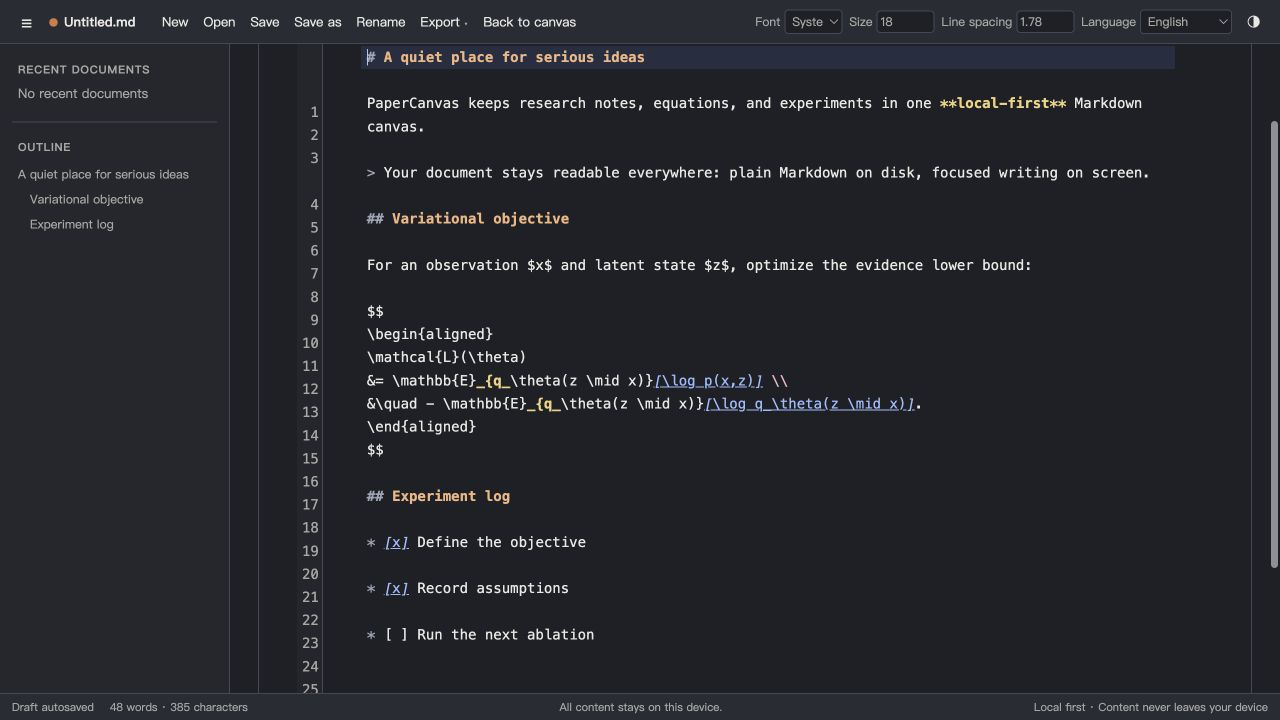 ☰ Untitled.md New Open Save Save as Rename Export · Back to canvas Font Syste Size 18 Line spacing 1.78 Language English
RECENT DOCUMENTS
No recent documents
OUTLINE
A quiet place for serious ideas
Variational objective
Experiment log
1
2
3
4
5
6
7
8
9
10
11
12
13
14
15
16
17
18
19
20
21
22
23
24
25
# A quiet place for serious ideas
PaperCanvas keeps research notes, equations, and experiments in one **local-first** Markdown
canvas.
> Your document stays readable everywhere: plain Markdown on disk, focused writing on screen.
## Variational objective
For an observation $x$ and latent state $z$, optimize the evidence lower bound:
$$
\begin{aligned}
\mathcal{L}(\theta)
&= \mathbb{E}_{q_\theta(z \mid x)}[\log p(x,z)] \\
&\quad - \mathbb{E}_{q_\theta(z \mid x)}[\log q_\theta(z \mid x)].
\end{aligned}
$$
## Experiment log
* [x] Define the objective
* [x] Record assumptions
* [ ] Run the next ablation
Draft autosaved 48 words · 385 characters All content stays on this device. Local first · Content never leaves your device